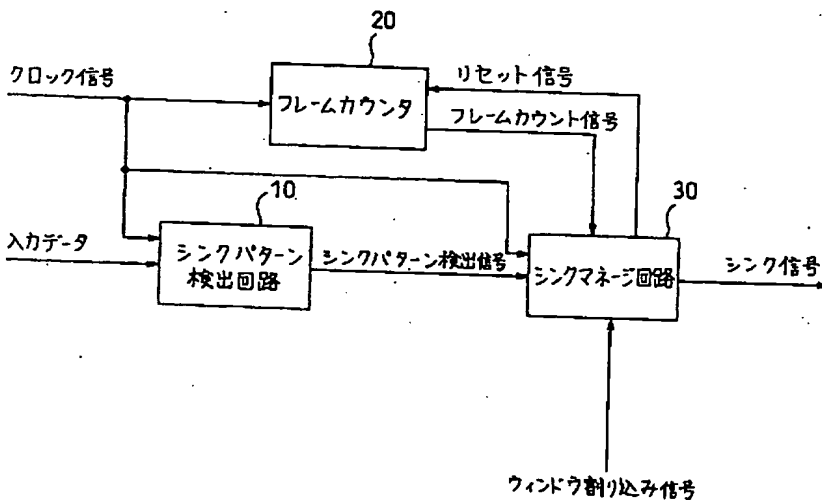 20
クロック信号
フレームカウンタ
リセット信号
フレームカウント信号
10
30
入力データ
シンクパターン
検出回路
シンクパターン検出信号
シンクマネージ回路
シンク信号
ウィンドウ割り込み信号